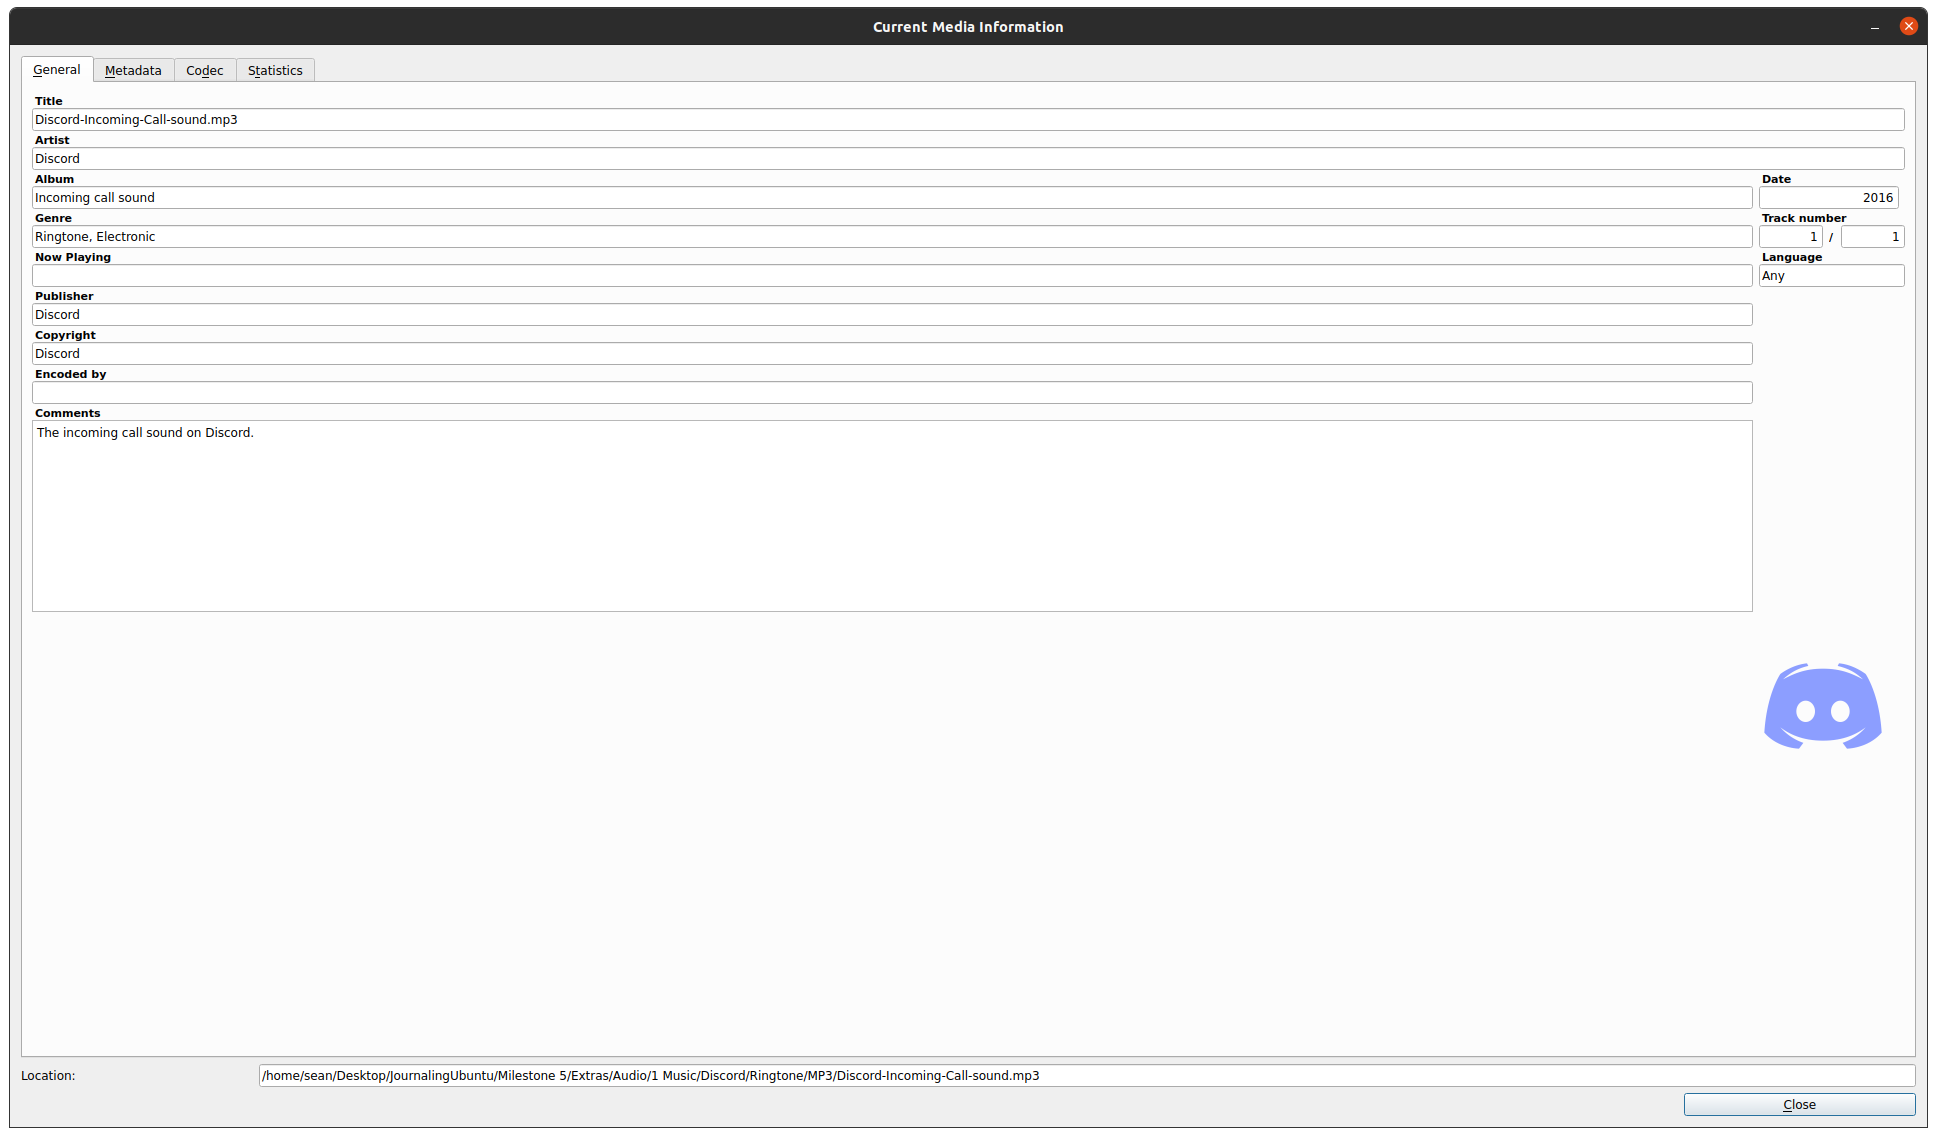 Current Media Information
General Metadata Codec Statistics
Title
Discord-Incoming-Call-sound.mp3
Artist
Discord
Album Date
Incoming call sound 2016
Genre Track number
Ringtone, Electronic 1 / 1
Now Playing Language
Any
Publisher
Discord
Copyright
Discord
Encoded by
Comments
The incoming call sound on Discord.
Location: /home/sean/Desktop/JournalingUbuntu/Milestone 5/Extras/Audio/1 Music/Discord/Ringtone/MP3/Discord-Incoming-Call-sound.mp3
Close